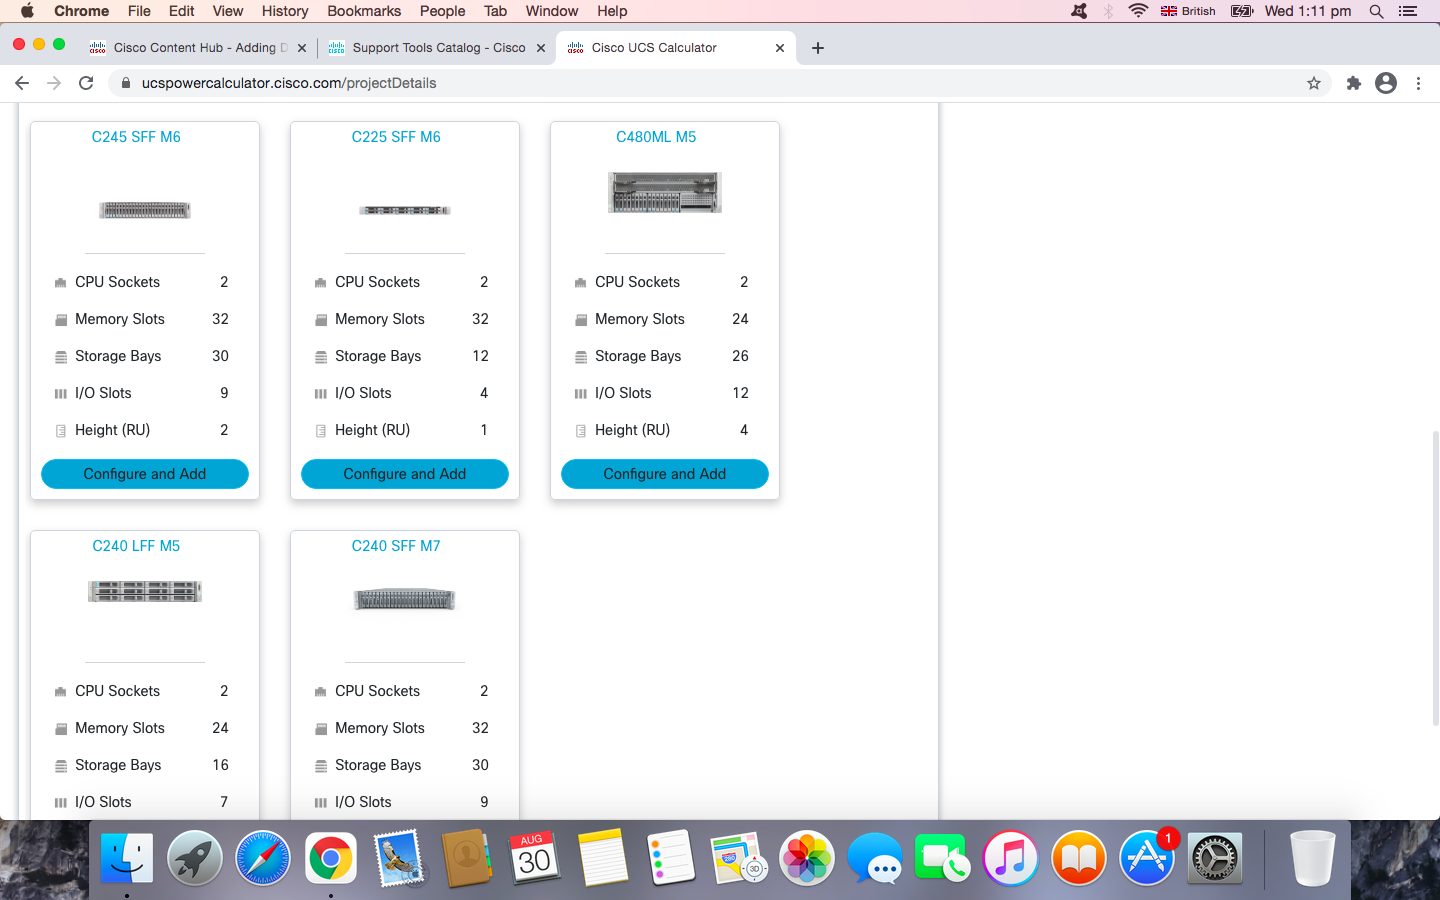 Chrome File Edit View History Bookmarks People Tab Window Help British Wed 1:11 pm
Cisco Content Hub - Adding D Support Tools Catalog - Cisco Cisco UCS Calculator
ucspowercalculator.cisco.com/projectDetails
C245 SFF M6
CPU Sockets 2
Memory Slots 32
Storage Bays 30
I/O Slots 9
Height (RU) 2
Configure and Add
C225 SFF M6
CPU Sockets 2
Memory Slots 32
Storage Bays 12
I/O Slots 4
Height (RU) 1
Configure and Add
C480ML M5
CPU Sockets 2
Memory Slots 24
Storage Bays 26
I/O Slots 12
Height (RU) 4
Configure and Add
C240 LFF M5
CPU Sockets 2
Memory Slots 24
Storage Bays 16
I/O Slots 7
C240 SFF M7
CPU Sockets 2
Memory Slots 32
Storage Bays 30
I/O Slots 9
AUG
30
280
3D
1